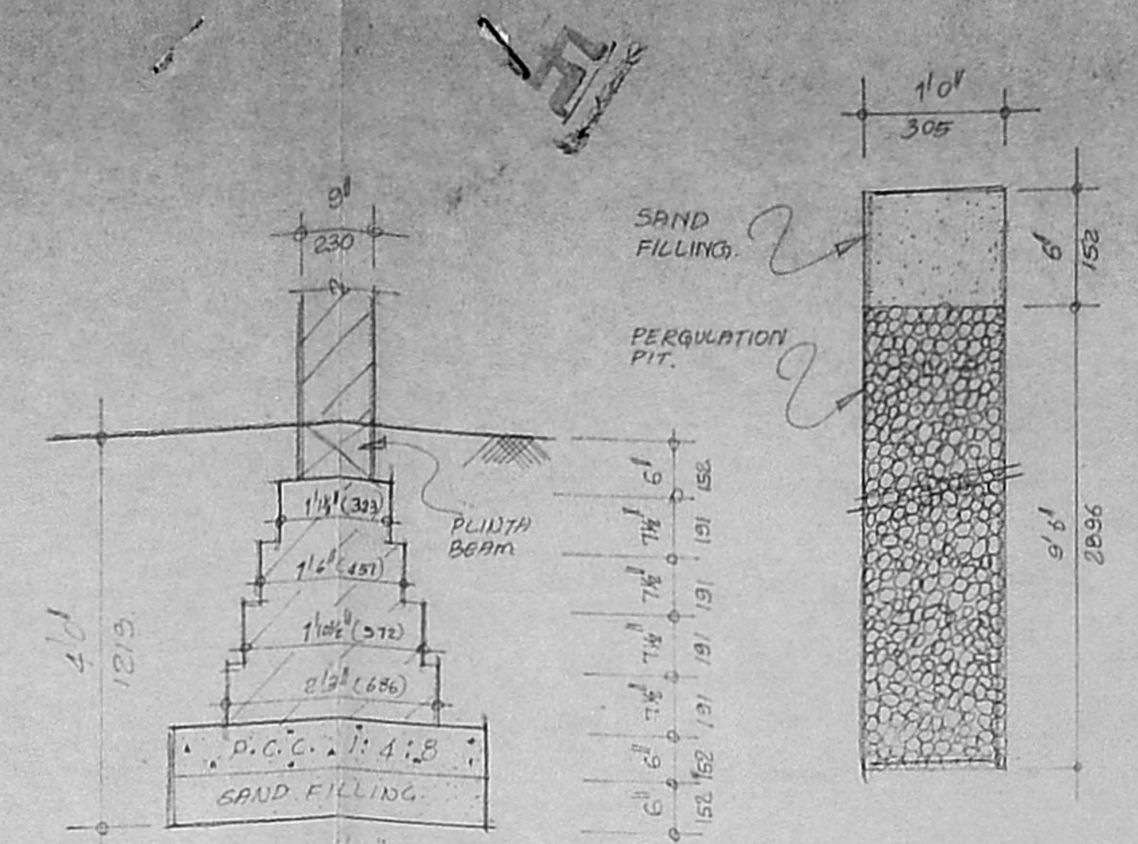 9"
230
4'0"
1219
1'1½" (343)
1'6" (457)
1'10½" (572)
2'3" (686)
P.C.C. 1:4:8
SAND FILLING.
PLINTH
BEAM
6" 152
7½" 191
7½" 191
7½" 191
7½" 191
6" 152
6" 152
1'0"
305
SAND
FILLING.
PERQULATION
PIT.
6"
152
9'6"
2896